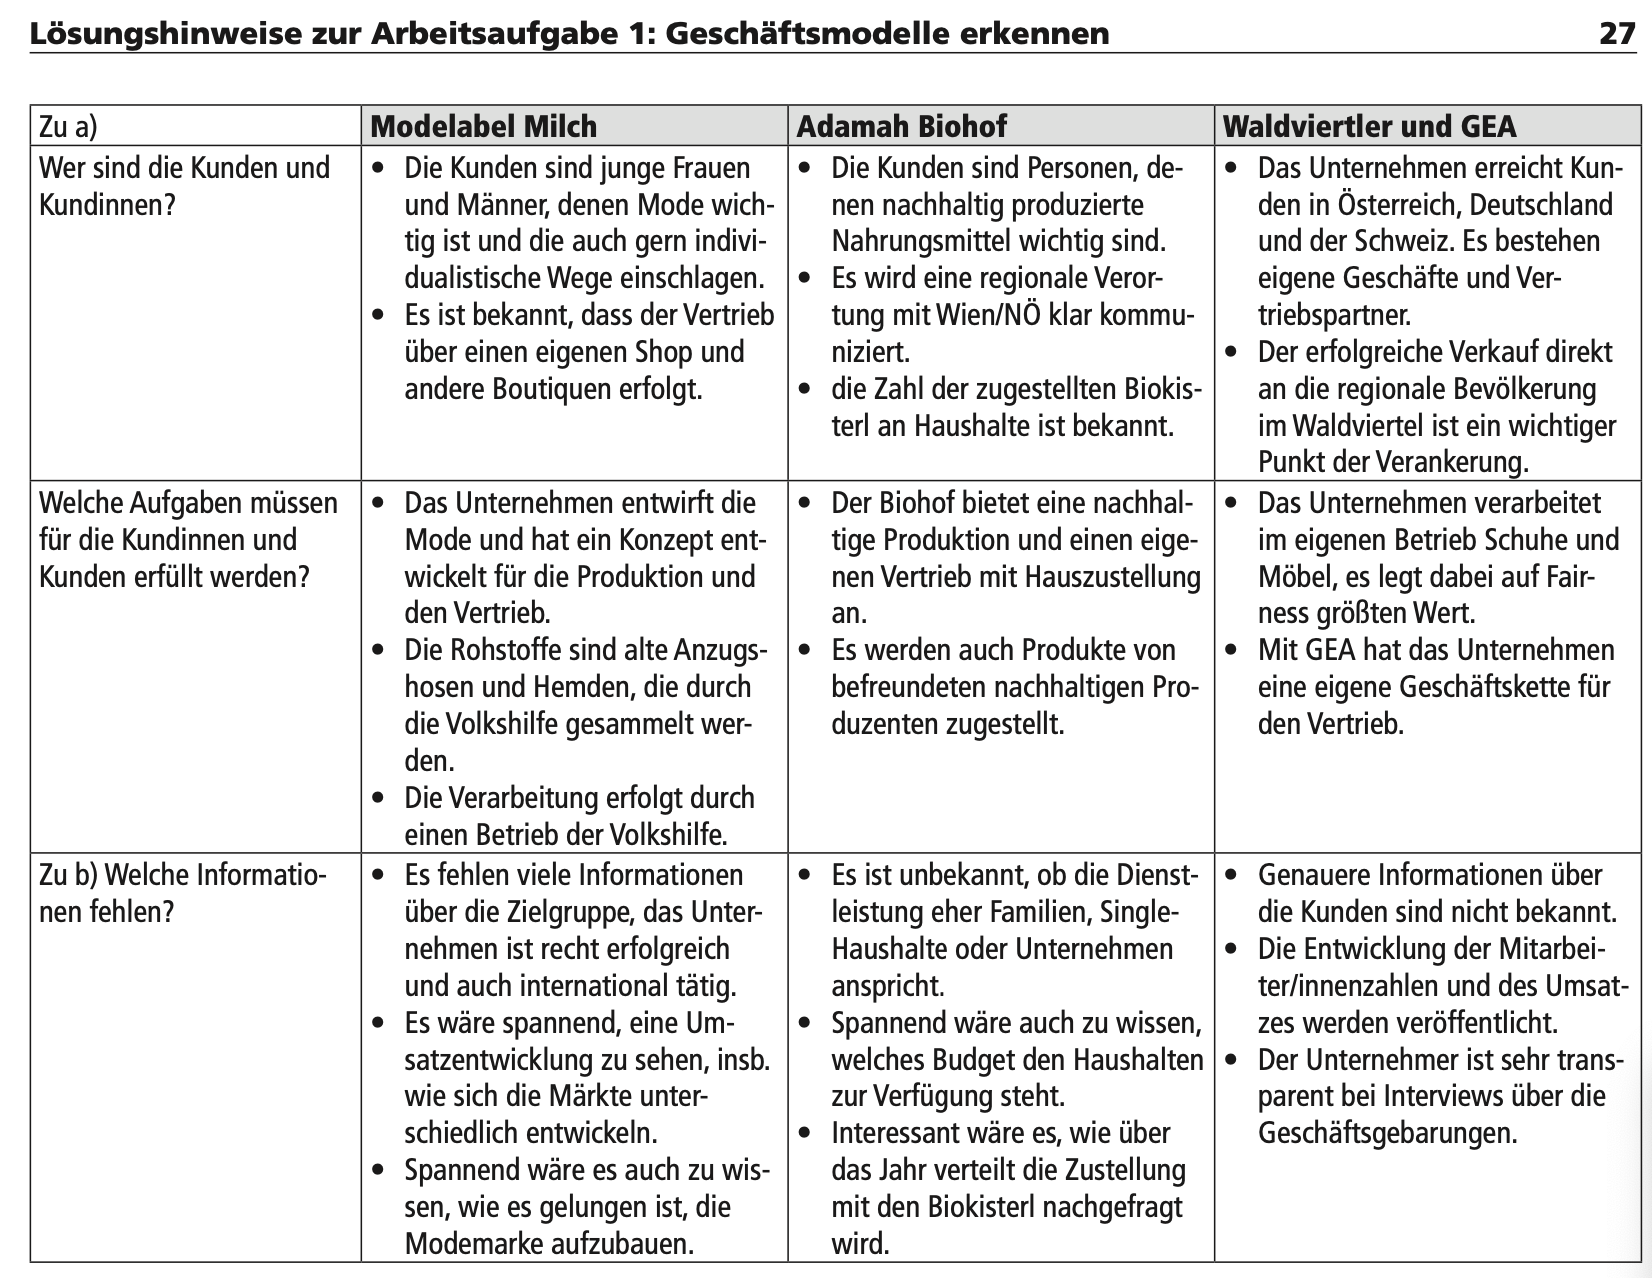 Lösungshinweise zur Arbeitsaufgabe 1: Geschäftsmodelle erkennen 27
Zu a)
Modelabel Milch
Adamah Biohof
Waldviertler und GEA
Wer sind die Kunden und
Kundinnen?
• Die Kunden sind junge Frauen
und Männer, denen Mode wich-
tig ist und die auch gern indivi-
dualistische Wege einschlagen.
• Es ist bekannt, dass der Vertrieb
über einen eigenen Shop und
andere Boutiquen erfolgt.
• Die Kunden sind Personen, de-
nen nachhaltig produzierte
Nahrungsmittel wichtig sind.
• Es wird eine regionale Veror-
tung mit Wien/NÖ klar kommu-
niziert.
• die Zahl der zugestellten Biokis-
terl an Haushalte ist bekannt.
• Das Unternehmen erreicht Kun-
den in Österreich, Deutschland
und der Schweiz. Es bestehen
eigene Geschäfte und Ver-
triebspartner.
• Der erfolgreiche Verkauf direkt
an die regionale Bevölkerung
im Waldviertel ist ein wichtiger
Punkt der Verankerung.
Welche Aufgaben müssen
für die Kundinnen und
Kunden erfüllt werden?
• Das Unternehmen entwirft die
Mode und hat ein Konzept ent-
wickelt für die Produktion und
den Vertrieb.
• Die Rohstoffe sind alte Anzugs-
hosen und Hemden, die durch
die Volkshilfe gesammelt wer-
den.
• Die Verarbeitung erfolgt durch
einen Betrieb der Volkshilfe.
• Der Biohof bietet eine nachhal-
tige Produktion und einen eige-
nen Vertrieb mit Hauszustellung
an.
• Es werden auch Produkte von
befreundeten nachhaltigen Pro-
duzenten zugestellt.
• Das Unternehmen verarbeitet
im eigenen Betrieb Schuhe und
Möbel, es legt dabei auf Fair-
ness größten Wert.
• Mit GEA hat das Unternehmen
eine eigene Geschäftskette für
den Vertrieb.
Zu b) Welche Informatio-
nen fehlen?
• Es fehlen viele Informationen
über die Zielgruppe, das Unter-
nehmen ist recht erfolgreich
und auch international tätig.
• Es wäre spannend, eine Um-
satzentwicklung zu sehen, insb.
wie sich die Märkte unter-
schiedlich entwickeln.
• Spannend wäre es auch zu wis-
sen, wie es gelungen ist, die
Modemarke aufzubauen.
• Es ist unbekannt, ob die Dienst-
leistung eher Familien, Single-
Haushalte oder Unternehmen
anspricht.
• Spannend wäre auch zu wissen,
welches Budget den Haushalten
zur Verfügung steht.
• Interessant wäre es, wie über
das Jahr verteilt die Zustellung
mit den Biokisterl nachgefragt
wird.
• Genauere Informationen über
die Kunden sind nicht bekannt.
• Die Entwicklung der Mitarbei-
ter/innenzahlen und des Umsat-
zes werden veröffentlicht.
• Der Unternehmer ist sehr trans-
parent bei Interviews über die
Geschäftsgebarungen.